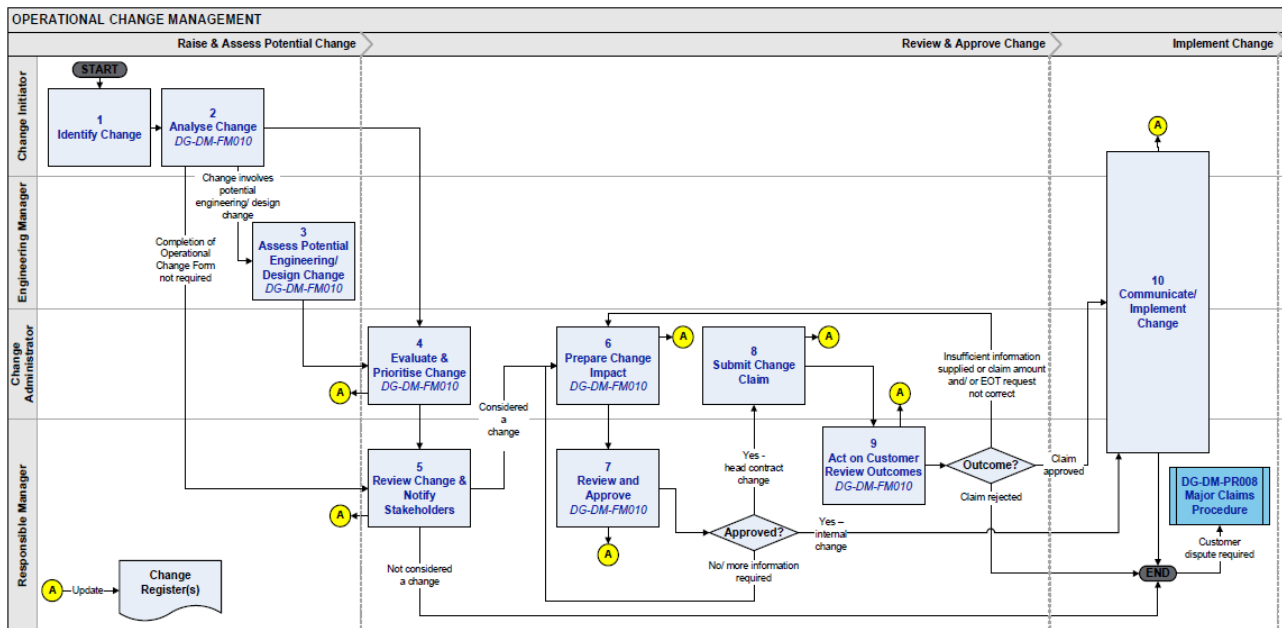 OPERATIONAL CHANGE MANAGEMENT
Raise & Assess Potential Change
Review & Approve Change
Implement Change
Change Initiator
START
1
Identify Change
2
Analyse Change
DG-DM-FM010
A
Change involves
potential
engineering/ design
change
Engineering Manager
Completion of
Operational
Change Form
not required
3
Assess Potential
Engineering/
Design Change
DG-DM-FM010
10
Communicate/
Implement
Change
Change
Administrator
4
Evaluate &
Prioritise Change
DG-DM-FM010
A
Considered
a
change
6
Prepare Change
Impact
DG-DM-FM010
A
8
Submit Change
Claim
A
Insufficient information
supplied or claim amount
and/ or EOT request
not correct
A
Responsible Manager
5
Review Change &
Notify
Stakeholders
A
7
Review and
Approve
DG-DM-FM010
A
Yes -
head contract
change
Approved?
Yes –
internal
change
No/ more information
required
9
Act on Customer
Review Outcomes
DG-DM-FM010
Outcome?
Claim
approved
Claim rejected
DG-DM-PR008
Major Claims
Procedure
Customer
dispute required
END
Not considered
a change
A
Update
Change
Register(s)